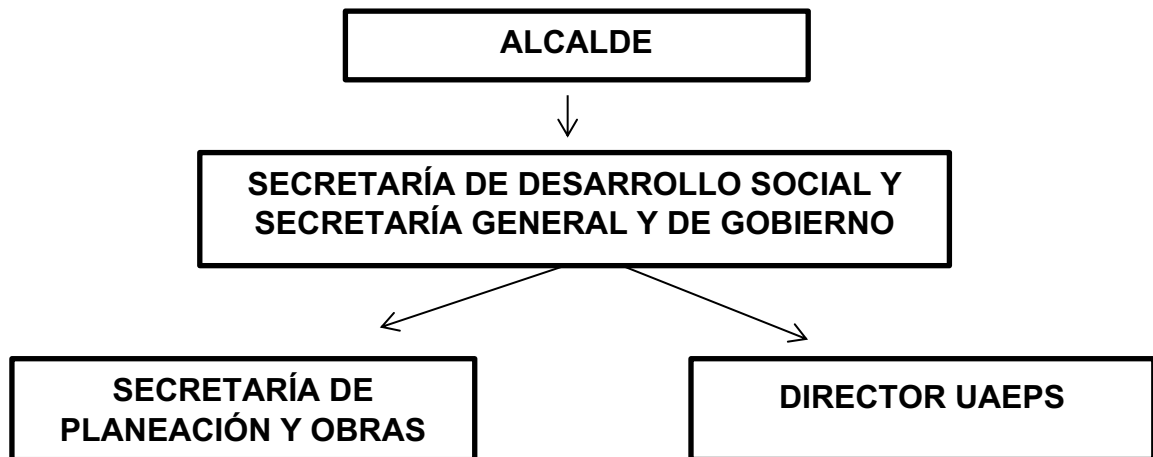 ALCALDE
SECRETARÍA DE DESARROLLO SOCIAL Y
SECRETARÍA GENERAL Y DE GOBIERNO
SECRETARÍA DE
PLANEACIÓN Y OBRAS
DIRECTOR UAEPS